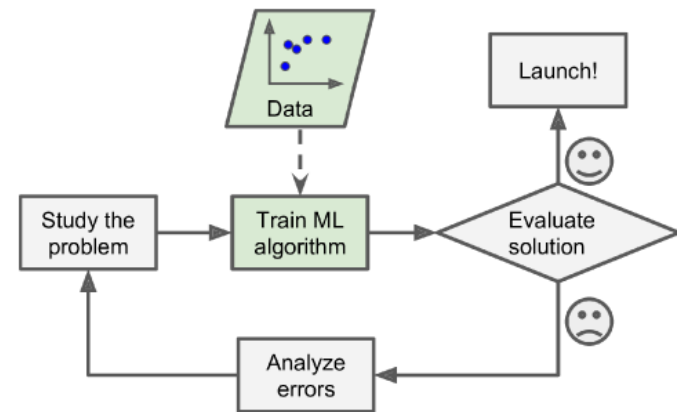 Data
Launch!
Study the
problem
Train ML
algorithm
Evaluate
solution
Analyze
errors